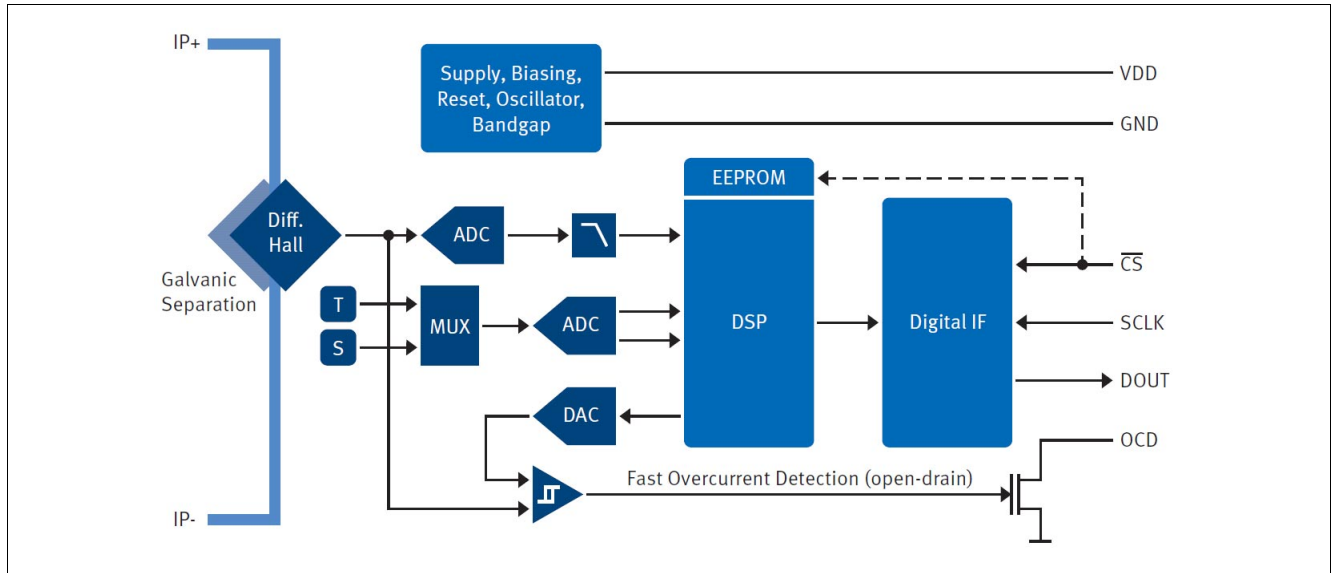 IP+
Supply, Biasing,
Reset, Oscillator,
Bandgap
VDD
GND
EEPROM
Diff.
Hall
ADC
Galvanic
Separation
T
S
MUX
ADC
DSP
Digital IF
C̅S̅
SCLK
DOUT
DAC
OCD
Fast Overcurrent Detection (open-drain)
IP-